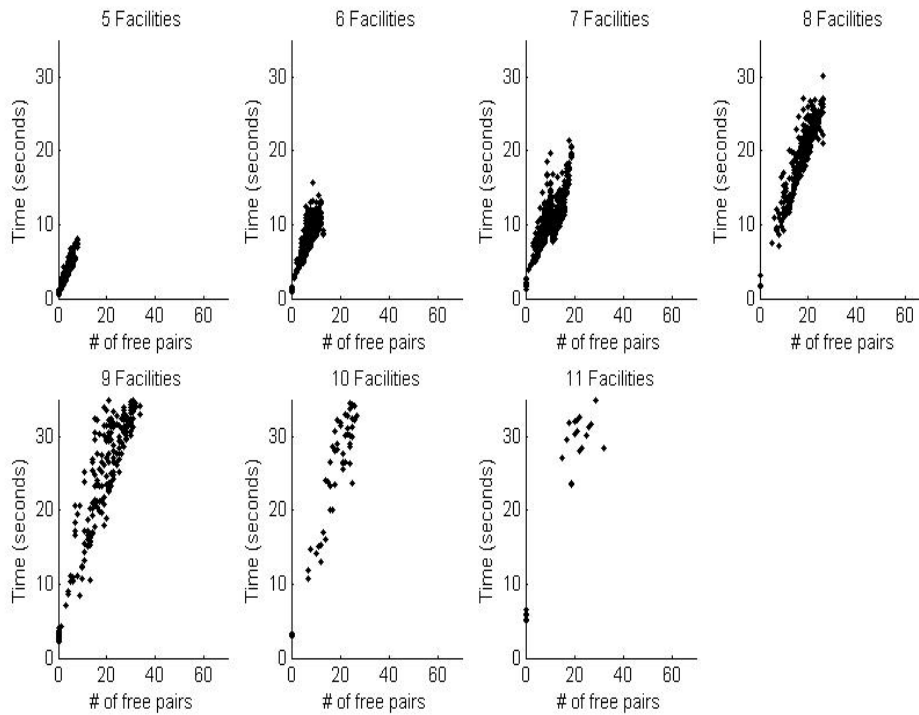 5 Facilities
6 Facilities
7 Facilities
8 Facilities
Time (seconds)
30
20
10
0
0 20 40 60
# of free pairs
Time (seconds)
30
20
10
0
0 20 40 60
# of free pairs
Time (seconds)
30
20
10
0
0 20 40 60
# of free pairs
Time (seconds)
30
20
10
0
0 20 40 60
# of free pairs
9 Facilities
10 Facilities
11 Facilities
Time (seconds)
30
20
10
0
0 20 40 60
# of free pairs
Time (seconds)
30
20
10
0
0 20 40 60
# of free pairs
Time (seconds)
30
20
10
0
0 20 40 60
# of free pairs